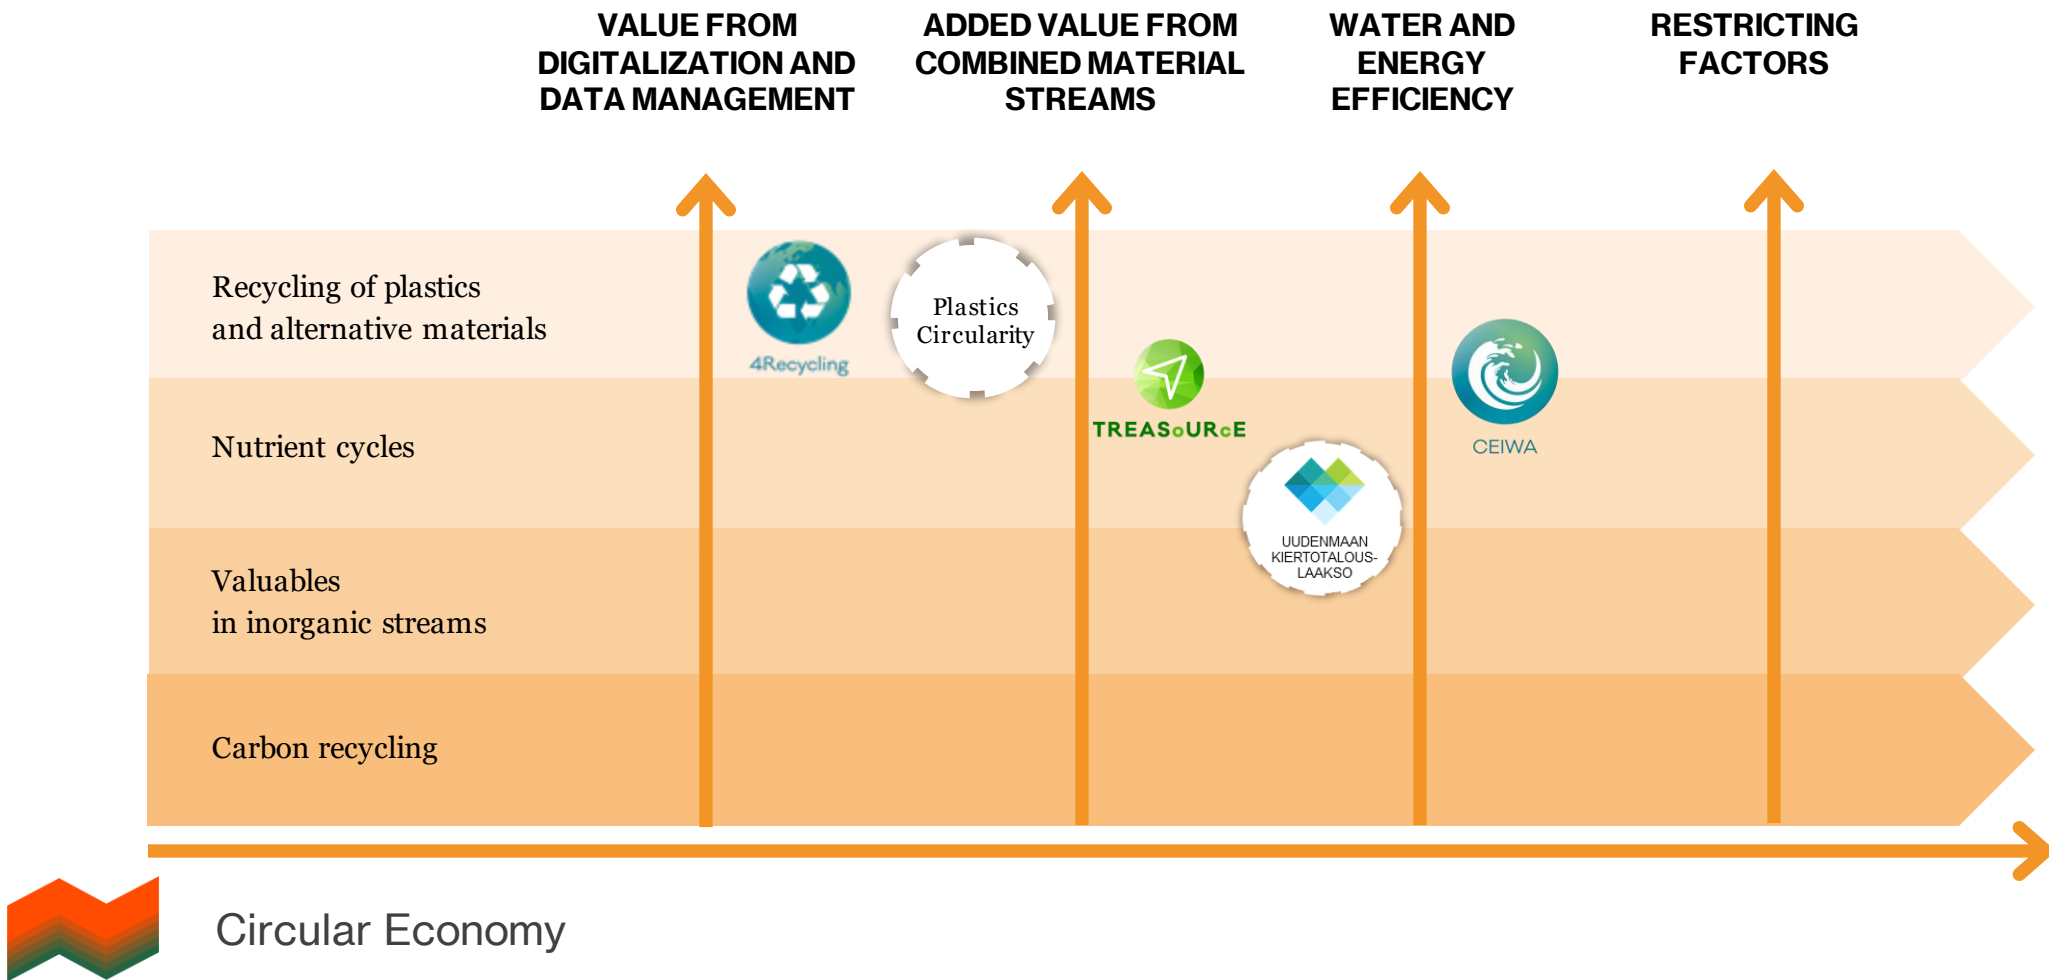 VALUE FROM
DIGITALIZATION AND
DATA MANAGEMENT
ADDED VALUE FROM
COMBINED MATERIAL
STREAMS
WATER AND
ENERGY
EFFICIENCY
RESTRICTING
FACTORS
Recycling of plastics
and alternative materials
4Recycling
Plastics
Circularity
TREASoURcE
CEIWA
Nutrient cycles
UUDENMAAN
KIERTOTALOUS-
LAAKSO
Valuables
in inorganic streams
Carbon recycling
Circular Economy